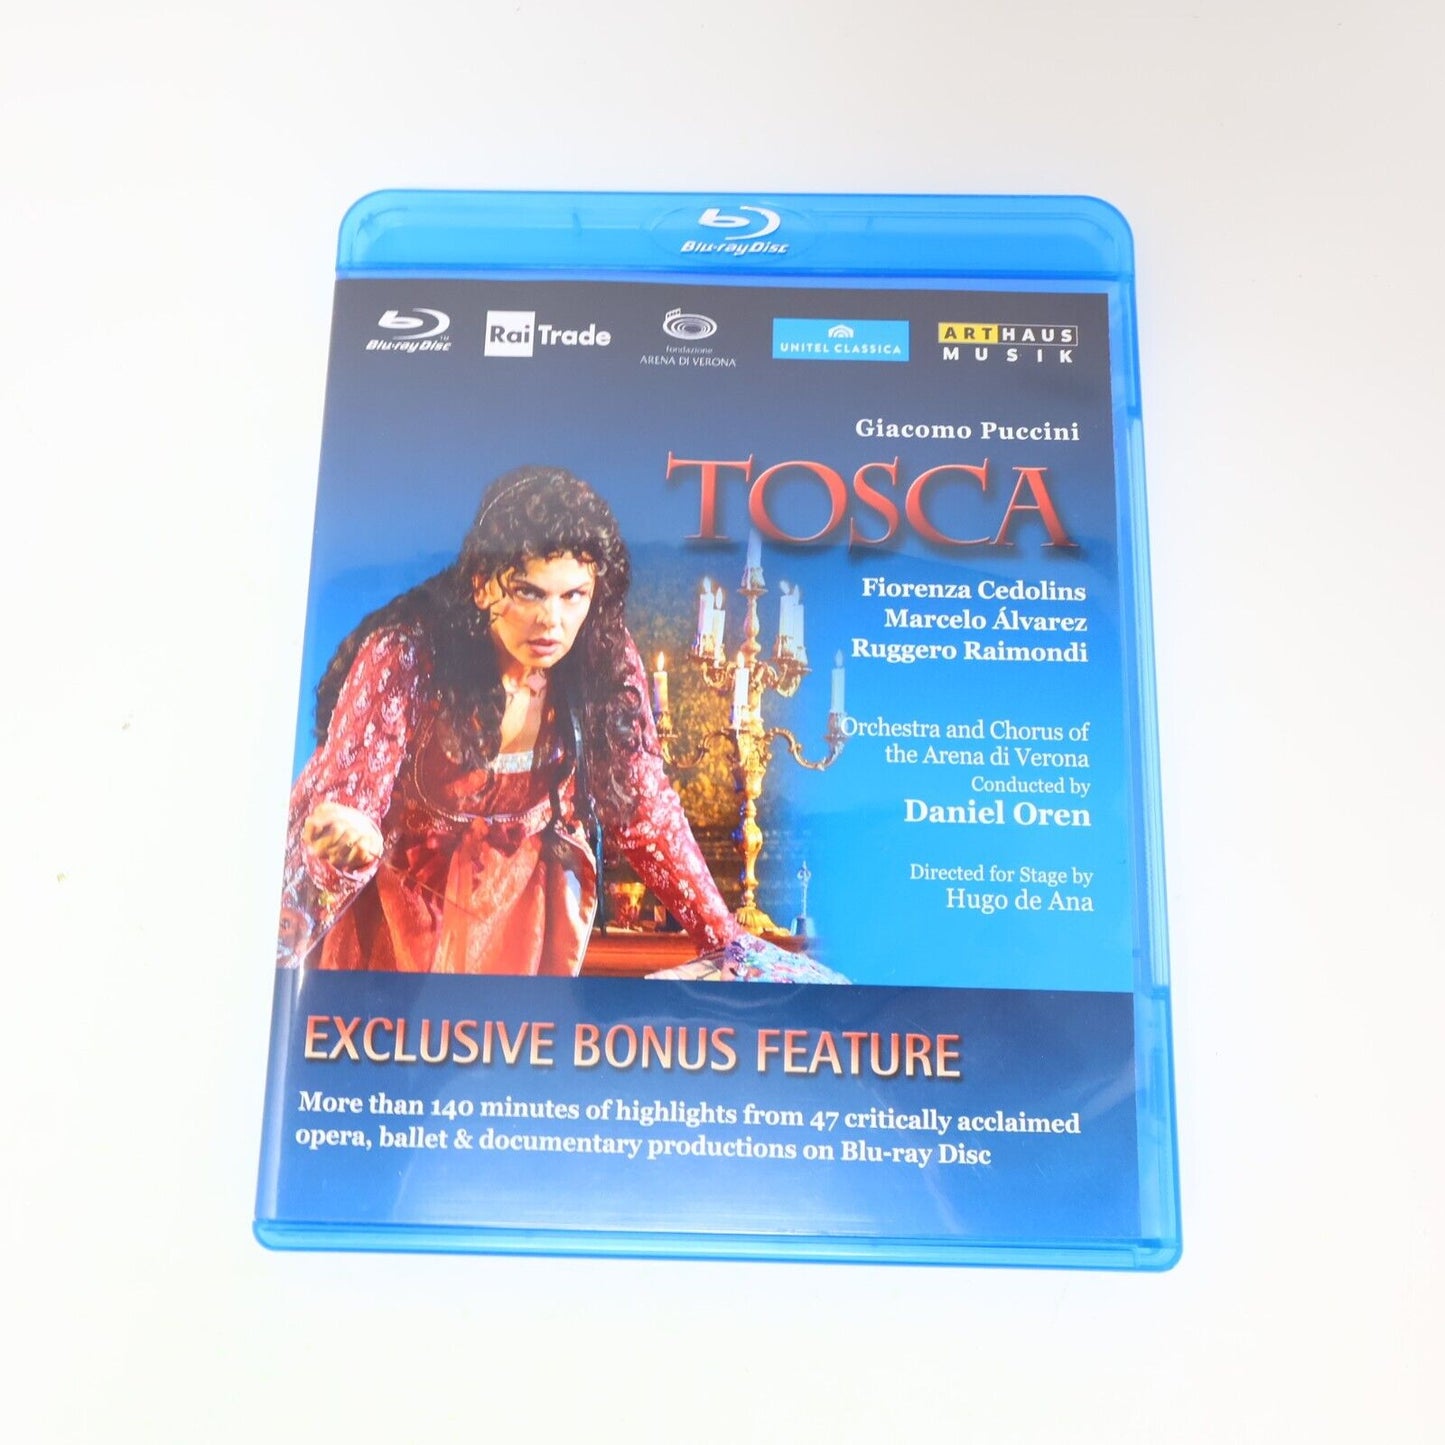 Blu-ray Disc
Blu-ray Disc TM
Rai Trade
fondazione
ARENA DI VERONA
UNITEL CLASSICA
ARTHAUS
MUSIK
Giacomo Puccini
TOSCA
Fiorenza Cedolins
Marcelo Álvarez
Ruggero Raimondi
Orchestra and Chorus of
the Arena di Verona
Conducted by
Daniel Oren
Directed for Stage by
Hugo de Ana
EXCLUSIVE BONUS FEATURE
More than 140 minutes of highlights from 47 critically acclaimed
opera, ballet & documentary productions on Blu-ray Disc